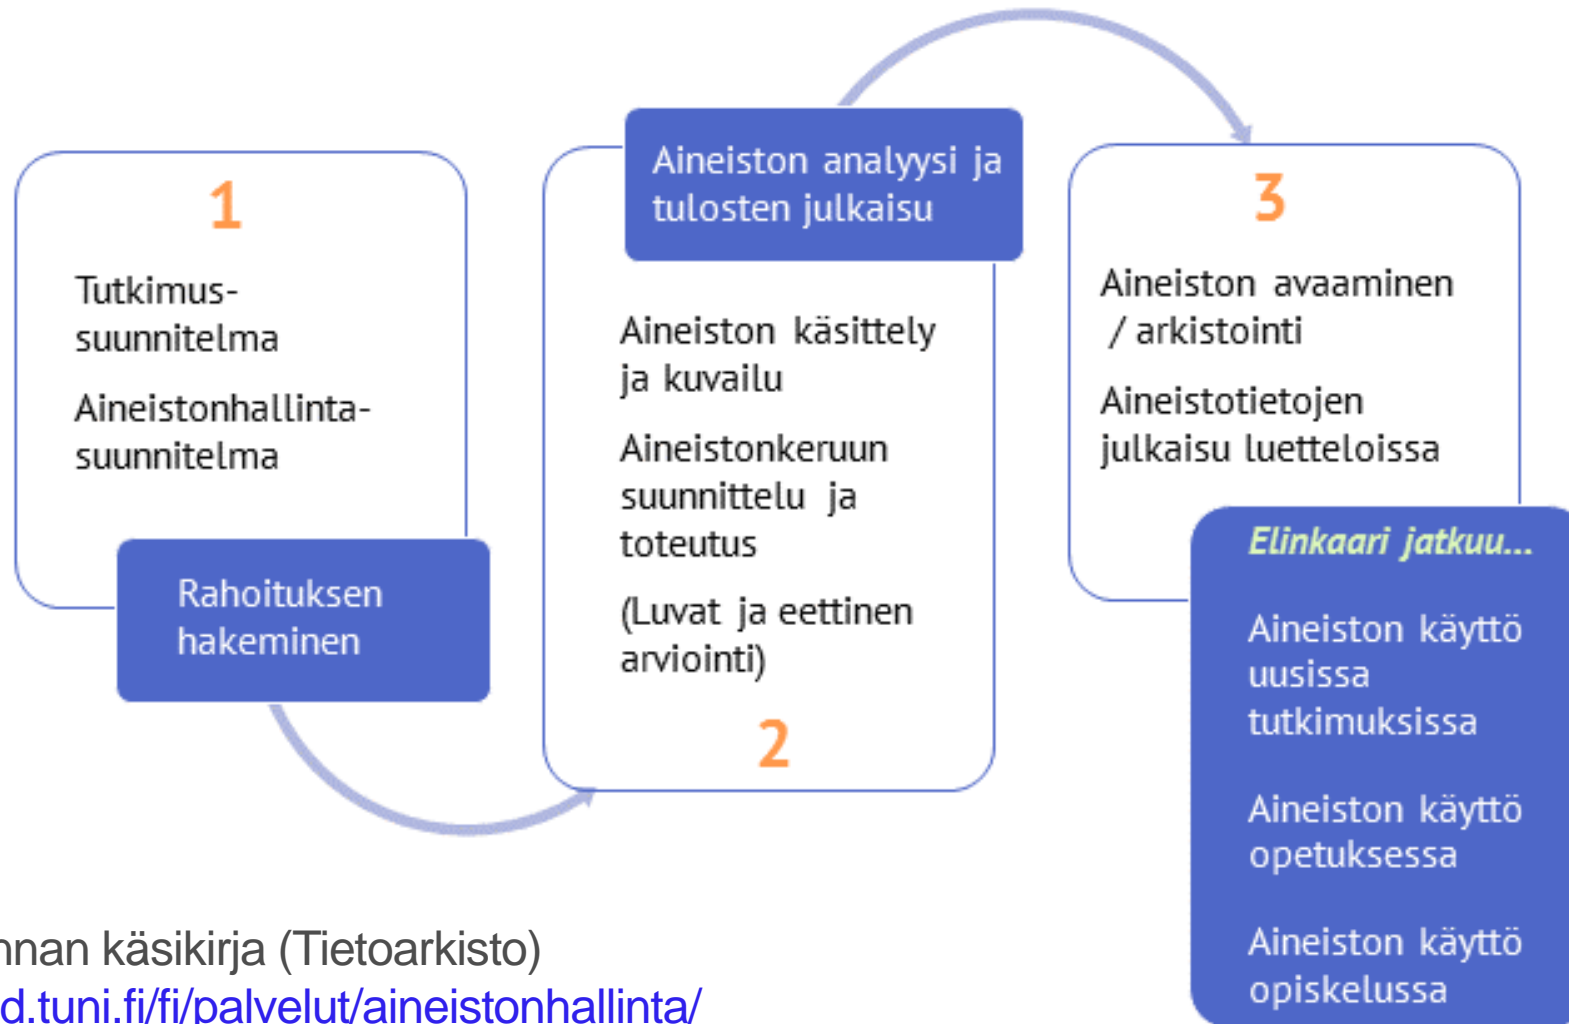 1
Tutkimus-
suunnitelma
Aineistonhallinta-
suunnitelma
Rahoituksen
hakeminen
Aineiston analyysi ja
tulosten julkaisu
Aineiston käsittely
ja kuvailu
Aineistonkeruun
suunnittelu ja
toteutus
(Luvat ja eettinen
arviointi)
2
3
Aineiston avaaminen
/ arkistointi
Aineistotietojen
julkaisu luetteloissa
Elinkaari jatkuu...
Aineiston käyttö
uusissa
tutkimuksissa
Aineiston käyttö
opetuksessa
Aineiston käyttö
opiskelussa
nnan käsikirja (Tietoarkisto)
d.tuni.fi/fi/palvelut/aineistonhallinta/